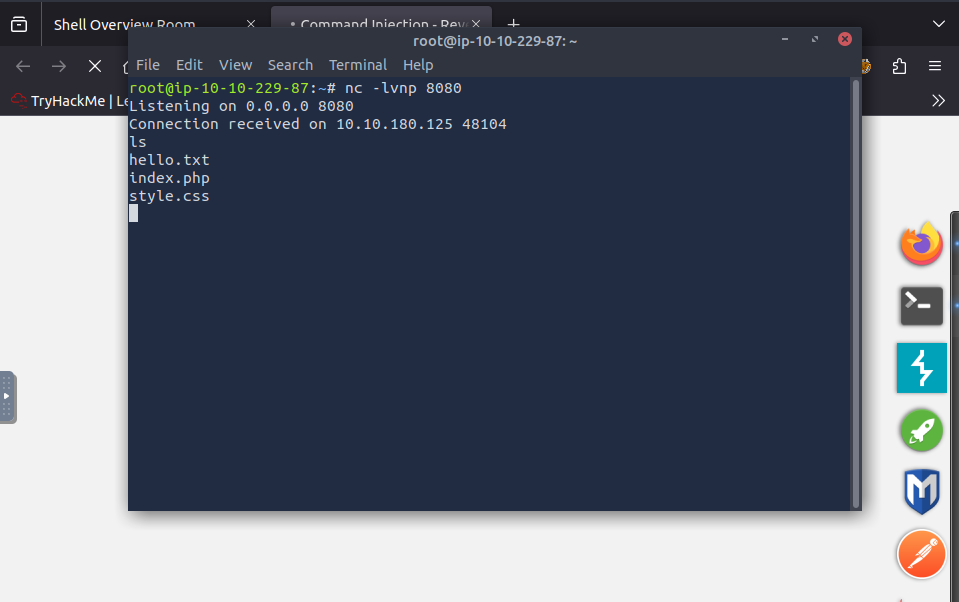 Shell Overview Room
Command Injection - Rev
root@ip-10-10-229-87: ~
File Edit View Search Terminal Help
TryHackMe | Le
root@ip-10-10-229-87:~# nc -lvnp 8080
Listening on 0.0.0.0 8080
Connection received on 10.10.180.125 48104
ls
hello.txt
index.php
style.css